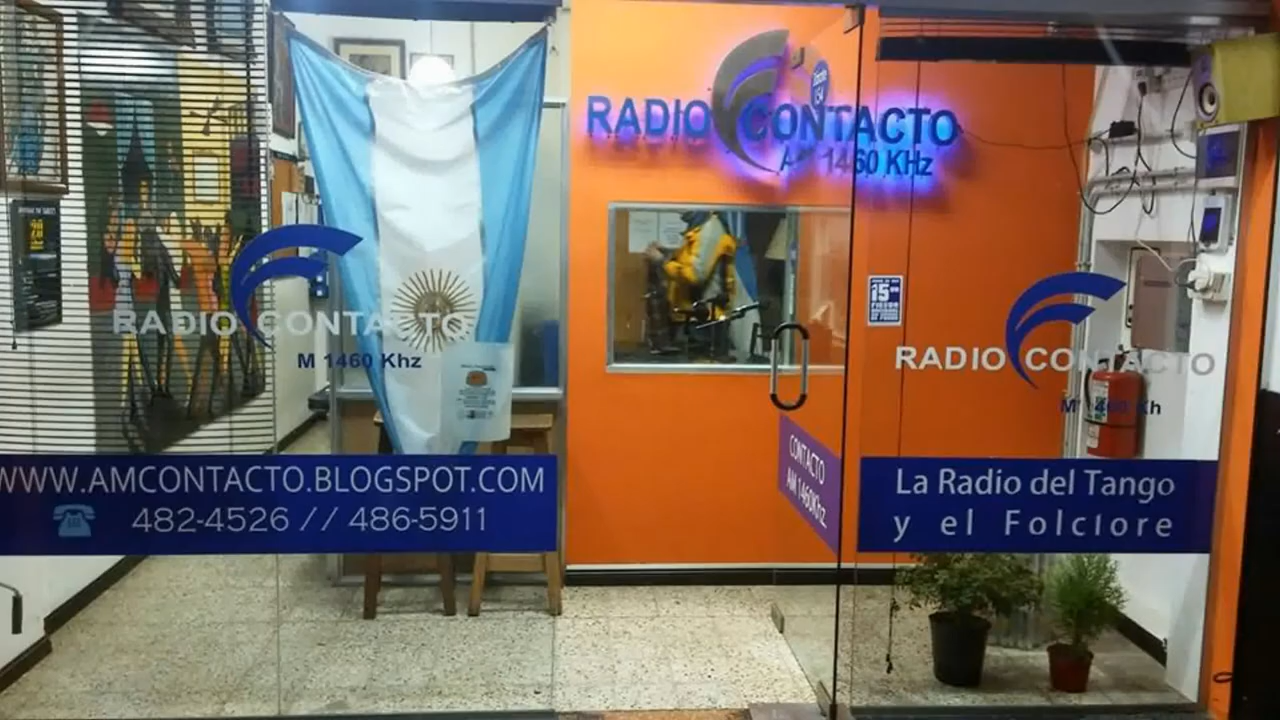 RADIO CONTACTO
M 1460 Khz
WWW.AMCONTACTO.BLOGSPOT.COM
482-4526 // 486-5911
RADIO CONTACTO
1460 KHz
15
CONTACTO
AM 1460Khz
RADIO CONTACTO
La Radio del Tango
y el Folclore